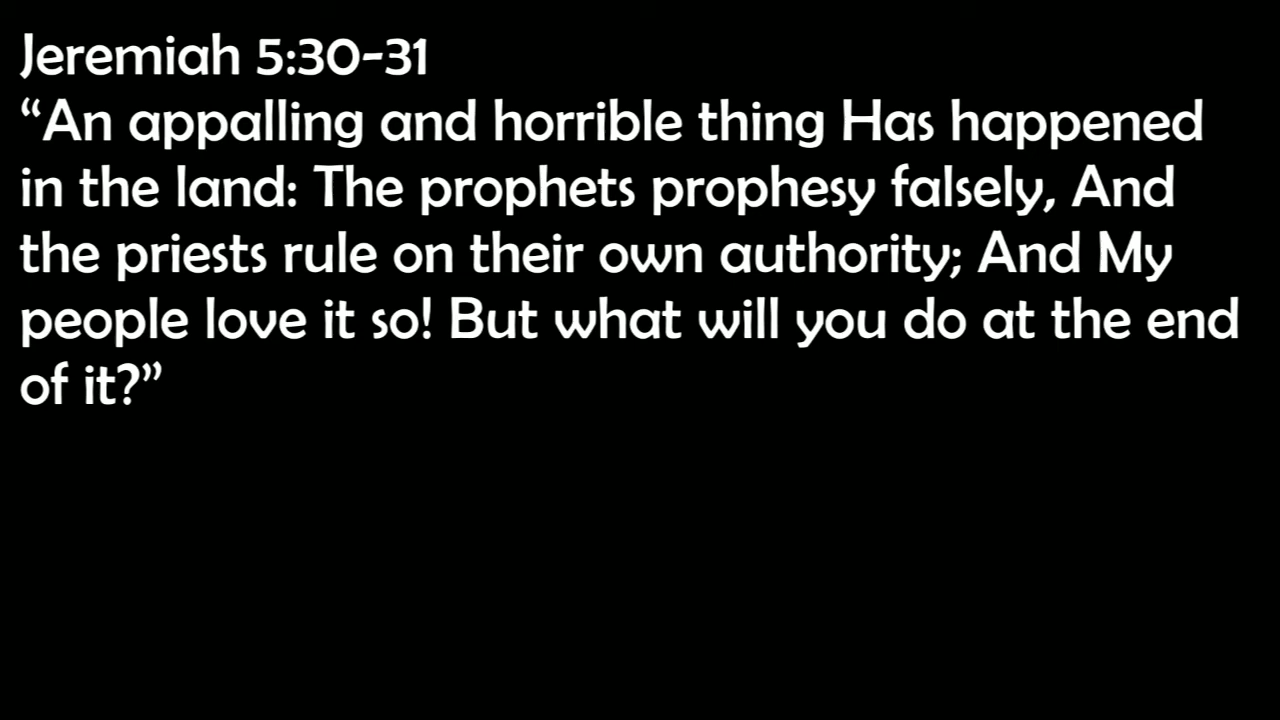 Jeremiah 5:30-31
“An appalling and horrible thing Has happened
in the land: The prophets prophesy falsely, And
the priests rule on their own authority; And My
people love it so! But what will you do at the end
of it?”